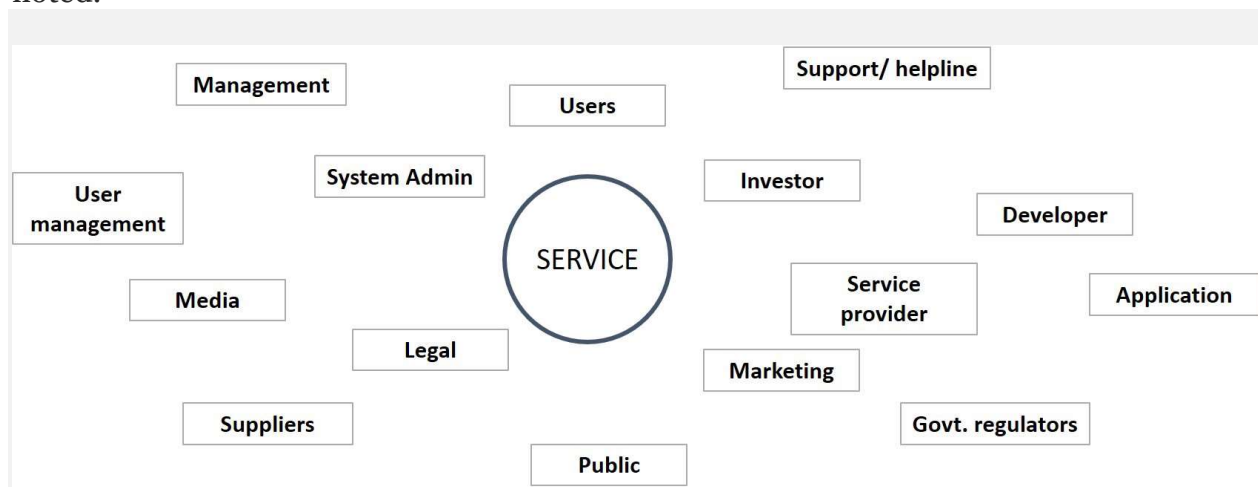 noted.
Support/ helpline
Management
Users
System Admin
Investor
User
management
Developer
SERVICE
Service
provider
Application
Media
Legal
Marketing
Suppliers
Govt. regulators
Public